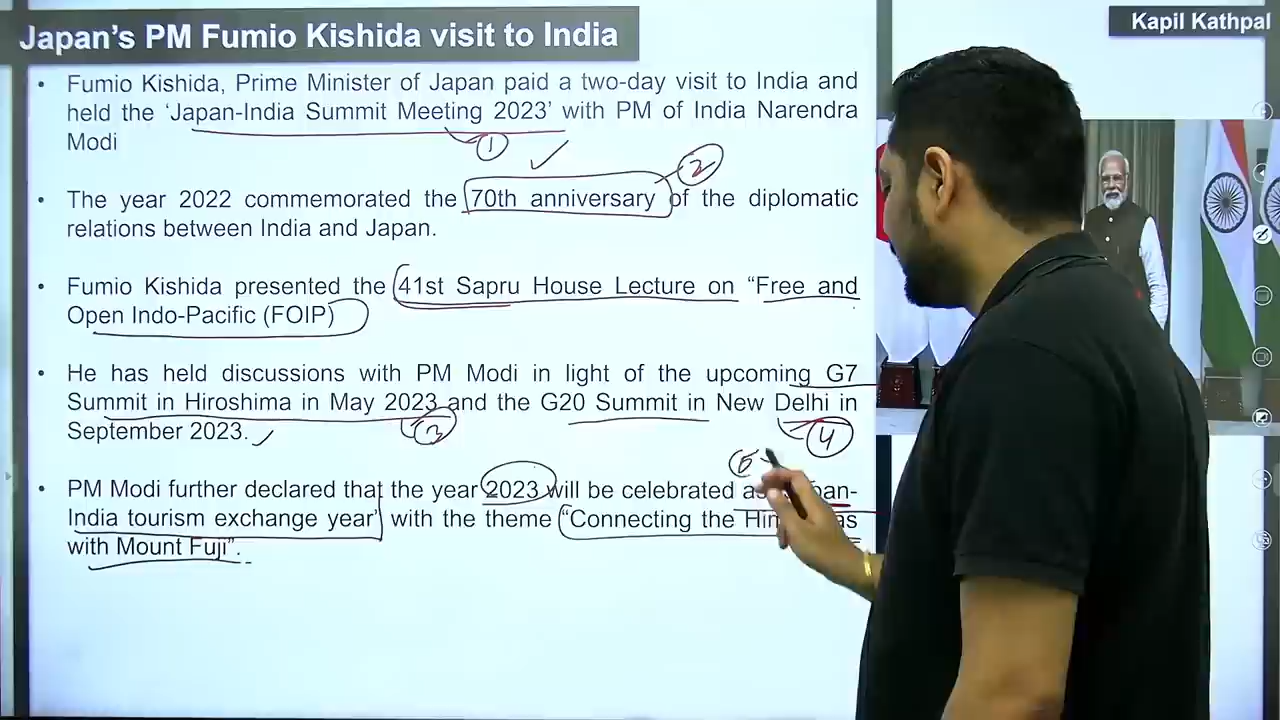 Japan's PM Fumio Kishida visit to India
Kapil Kathpal
• Fumio Kishida, Prime Minister of Japan paid a two-day visit to India and
held the 'Japan-India Summit Meeting 2023' with PM of India Narendra
Modi
1
2
• The year 2022 commemorated the 70th anniversary of the diplomatic
relations between India and Japan.
• Fumio Kishida presented the 41st Sapru House Lecture on "Free and
Open Indo-Pacific (FOIP)
• He has held discussions with PM Modi in light of the upcoming G7
Summit in Hiroshima in May 2023 and the G20 Summit in New Delhi in
September 2023.
3
4
• PM Modi further declared that the year 2023 will be celebrated as
India tourism exchange year' with the theme "Connecting the
with Mount Fuji".